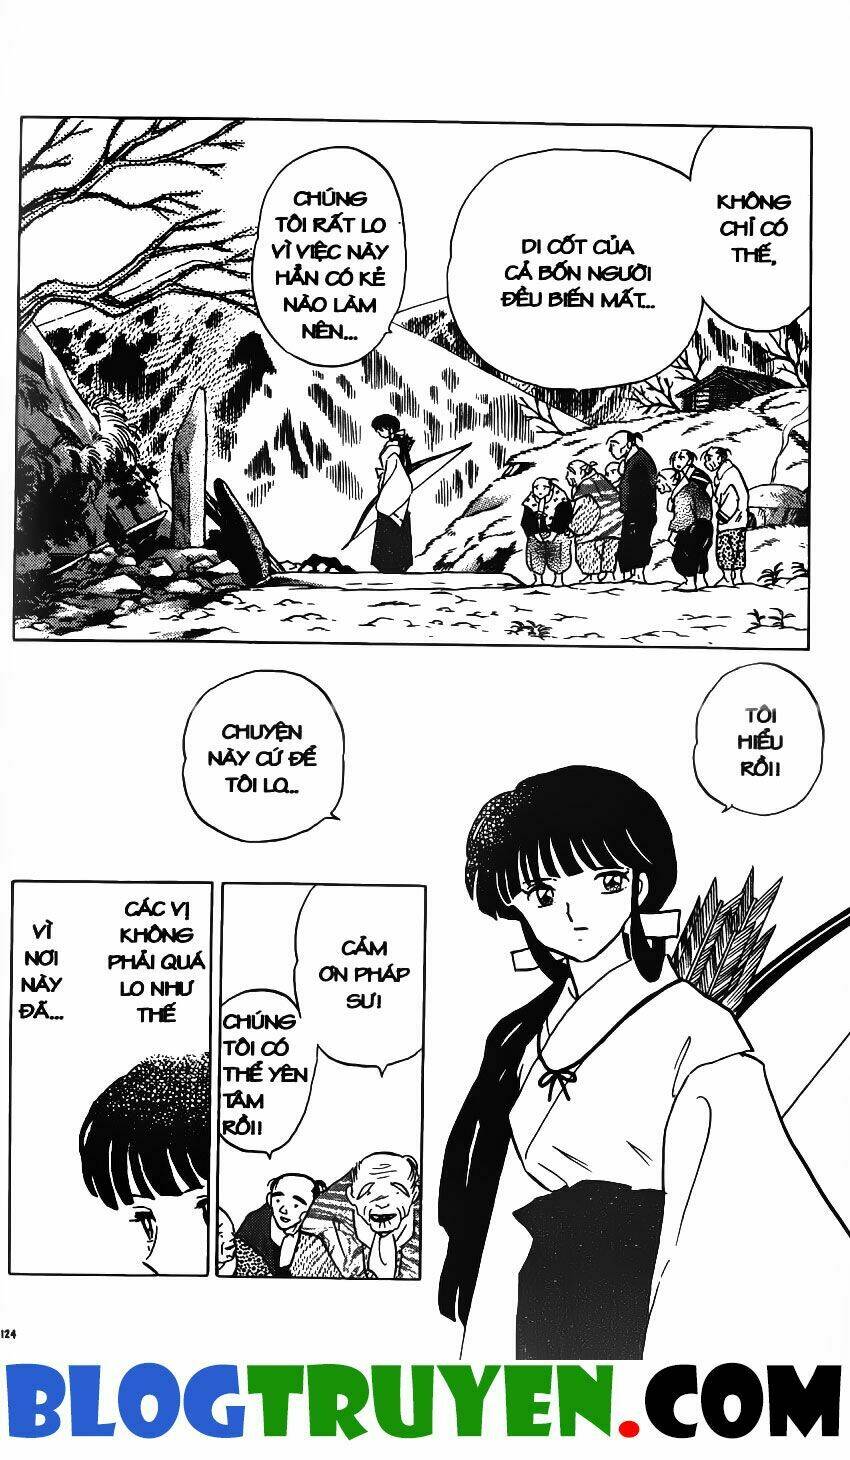 KHÔNG
CHỈ CÓ
THẾ,
DI CỐT CỦA
CẢ BỐN NGƯỜI
ĐỀU BIẾN MẤT...
CHÚNG
TÔI RẤT LO
VÌ VIỆC NÀY
HẲN CÓ KẺ
NÀO LÀM
NÊN...
TÔI
HIỂU
RỒI!
CHUYỆN
NÀY CỨ ĐỂ
TÔI LO...
CẢM
ƠN PHÁP
SƯ!
CHÚNG
TÔI CÓ
THỂ YÊN
TÂM
RỒI!
CÁC VỊ
KHÔNG
PHẢI QUÁ
LO NHƯ
THẾ
VÌ
NƠI
NÀY
ĐÃ...
124
BLOGTRUYEN.COM